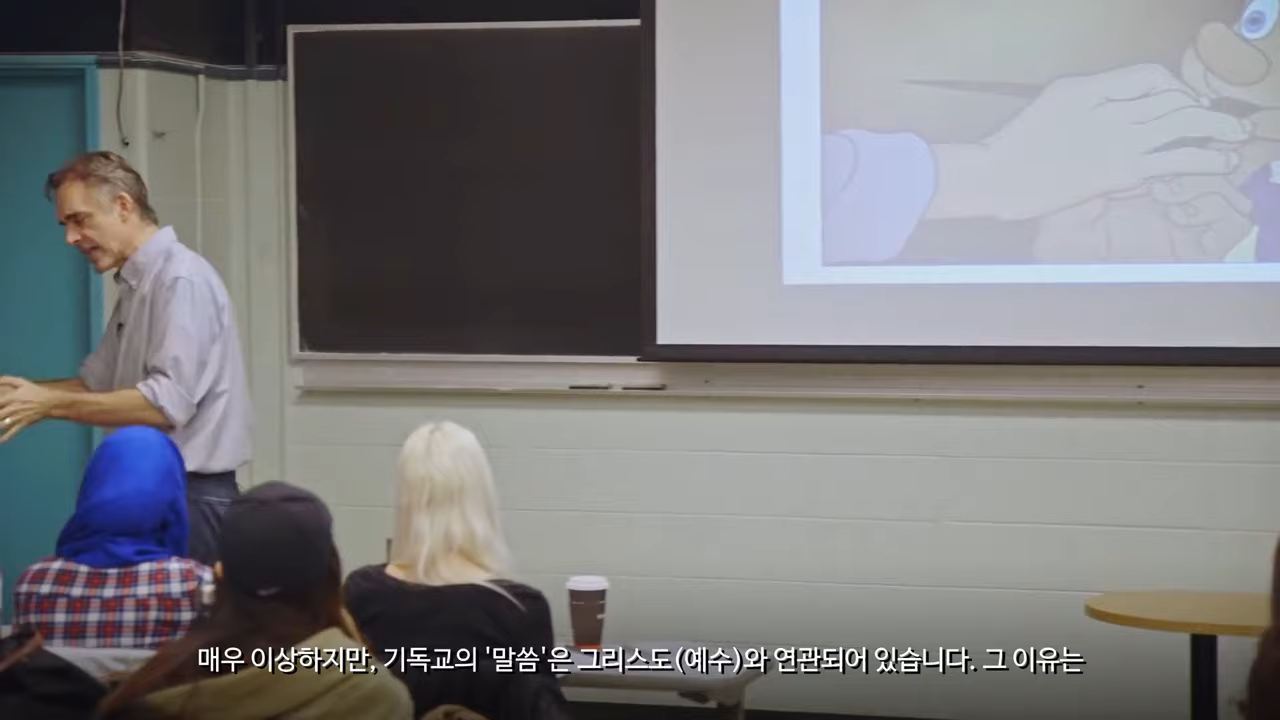 매우 이상하지만, 기독교의 '말씀'은 그리스도(예수)와 연관되어 있습니다. 그 이유는